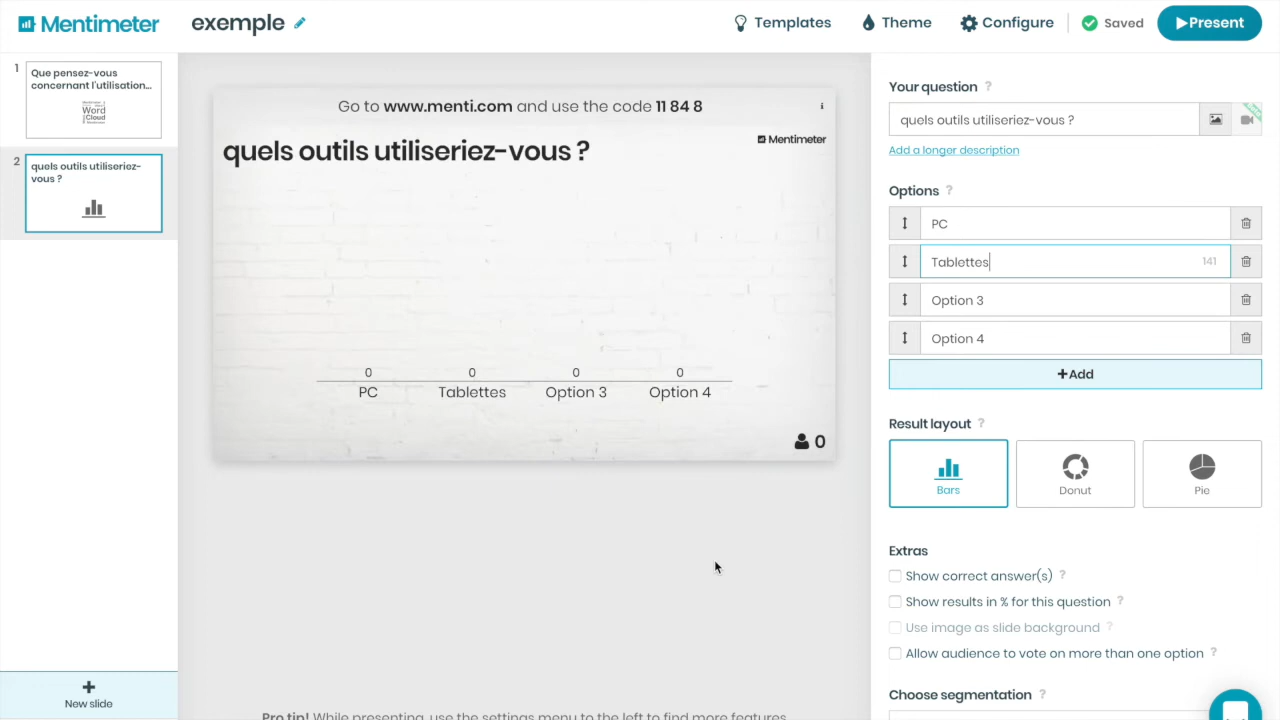 Mentimeter
exemple
Templates
Theme
Configure
Saved
Present
1
Que pensez-vous
concernant l'utilisation...
Word
Cloud
2
quels outils utiliseriez-
vous ?
New slide
Go to www.menti.com and use the code 11 84 8
i
quels outils utiliseriez-vous ?
Mentimeter
0 0 0 0
PC Tablettes Option 3 Option 4
0
Pro tip! While presenting, use the settings menu to the left to find more features
Your question ?
quels outils utiliseriez-vous ?
Add a longer description
Options ?
PC
Tablettes 141
Option 3
Option 4
+Add
Result layout ?
Bars Donut Pie
Extras
Show correct answer(s) ?
Show results in % for this question ?
Use image as slide background ?
Allow audience to vote on more than one option ?
Choose segmentation ?